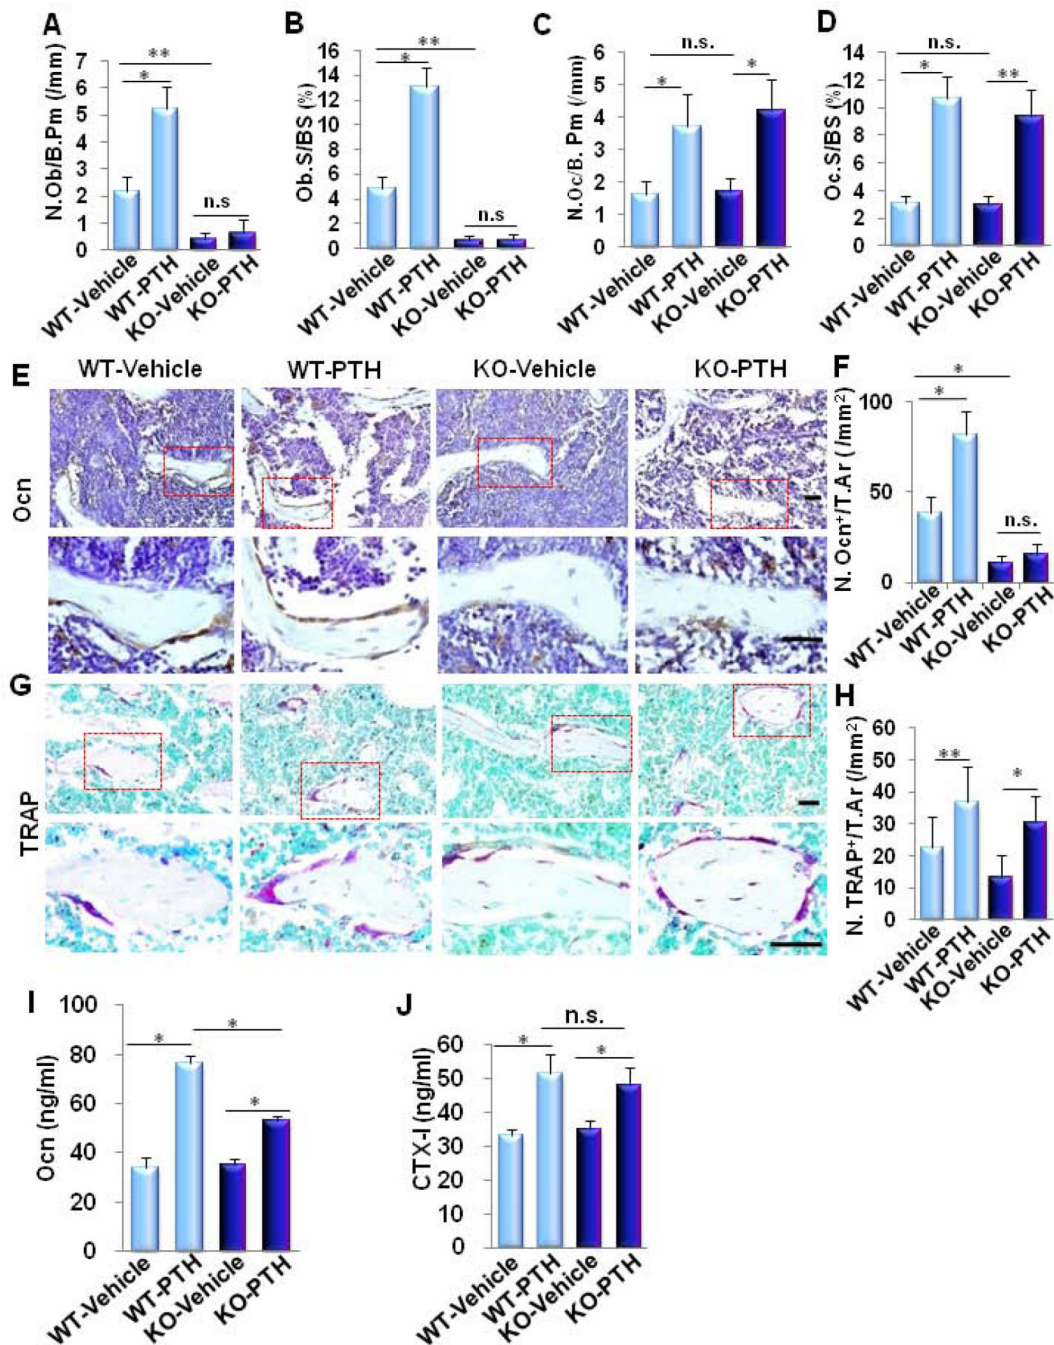 A
N.Ob/B.Pm (/mm)
7
6
5
4
3
2
1
0
**
*
n.s
WT-Vehicle
WT-PTH
KO-Vehicle
KO-PTH
B
Ob.S/BS (%)
16
14
12
10
8
6
4
2
0
**
*
n.s
WT-Vehicle
WT-PTH
KO-Vehicle
KO-PTH
C
N.Oc/B. Pm (/mm)
6
5
4
3
2
1
0
n.s.
*
*
WT-Vehicle
WT-PTH
KO-Vehicle
KO-PTH
D
Oc.S/BS (%)
14
12
10
8
6
4
2
0
n.s.
*
**
WT-Vehicle
WT-PTH
KO-Vehicle
KO-PTH
E
WT-Vehicle
WT-PTH
KO-Vehicle
KO-PTH
Ocn
F
N. Ocn+/T.Ar (/mm2)
100
50
0
*
*
n.s.
WT-Vehicle
WT-PTH
KO-Vehicle
KO-PTH
G
TRAP
H
N. TRAP+/T.Ar (/mm2)
60
50
40
30
20
10
0
**
*
WT-Vehicle
WT-PTH
KO-Vehicle
KO-PTH
I
Ocn (ng/ml)
100
80
60
40
20
0
*
*
*
WT-Vehicle
WT-PTH
KO-Vehicle
KO-PTH
J
CTX-I (ng/ml)
60
50
40
30
20
10
0
n.s.
*
*
WT-Vehicle
WT-PTH
KO-Vehicle
KO-PTH